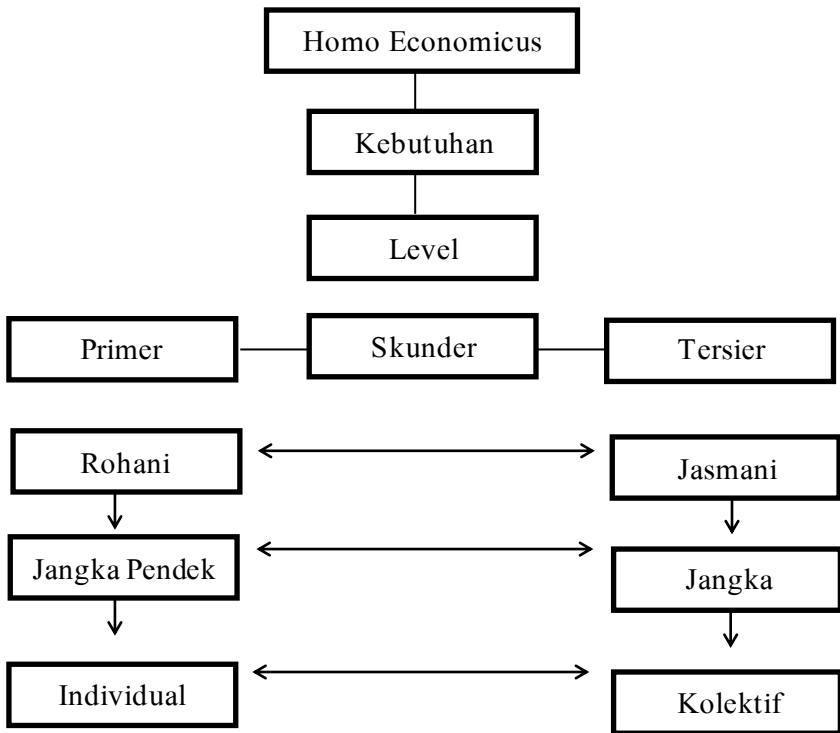 Homo Economicus
Kebutuhan
Level
Primer
Skunder
Tersier
Rohani
Jasmani
Jangka Pendek
Jangka
Individual
Kolektif